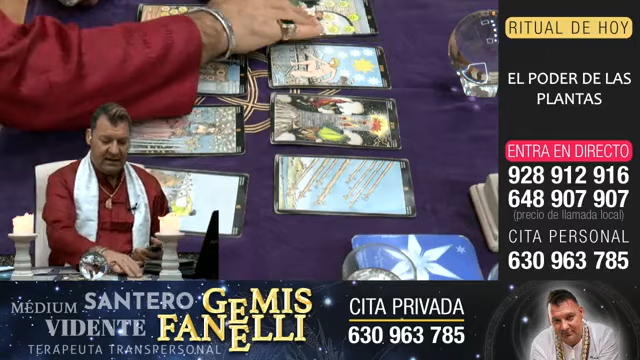 RITUAL DE HOY
EL PODER DE LAS
PLANTAS
ENTRA EN DIRECTO
928 912 916
648 907 907
(precio de llamada local)
CITA PERSONAL
630 963 785
MÉDIUM SANTERO
VIDENTE
TERAPEUTA TRANSPERSONAL
GEMIS
FANELLI
CITA PRIVADA
630 963 785